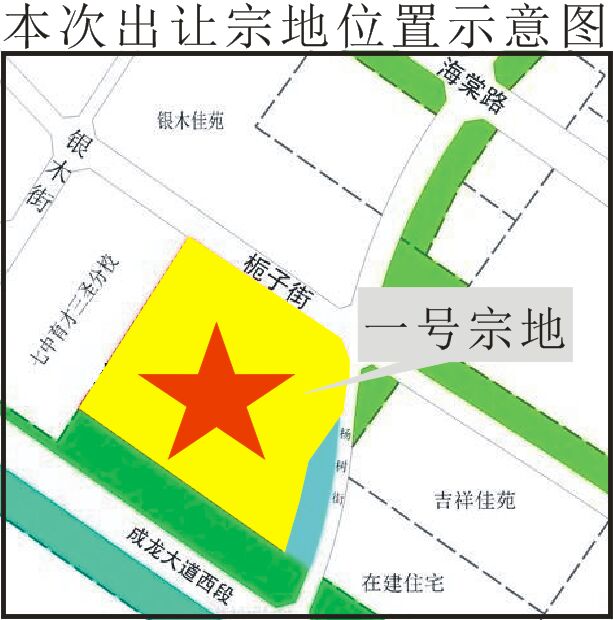 本次出让宗地位置示意图
海棠路
银木佳苑
银木街
栀子街
七中育才三圣分校
一号宗地
杨树街
吉祥佳苑
成龙大道西段
在建住宅